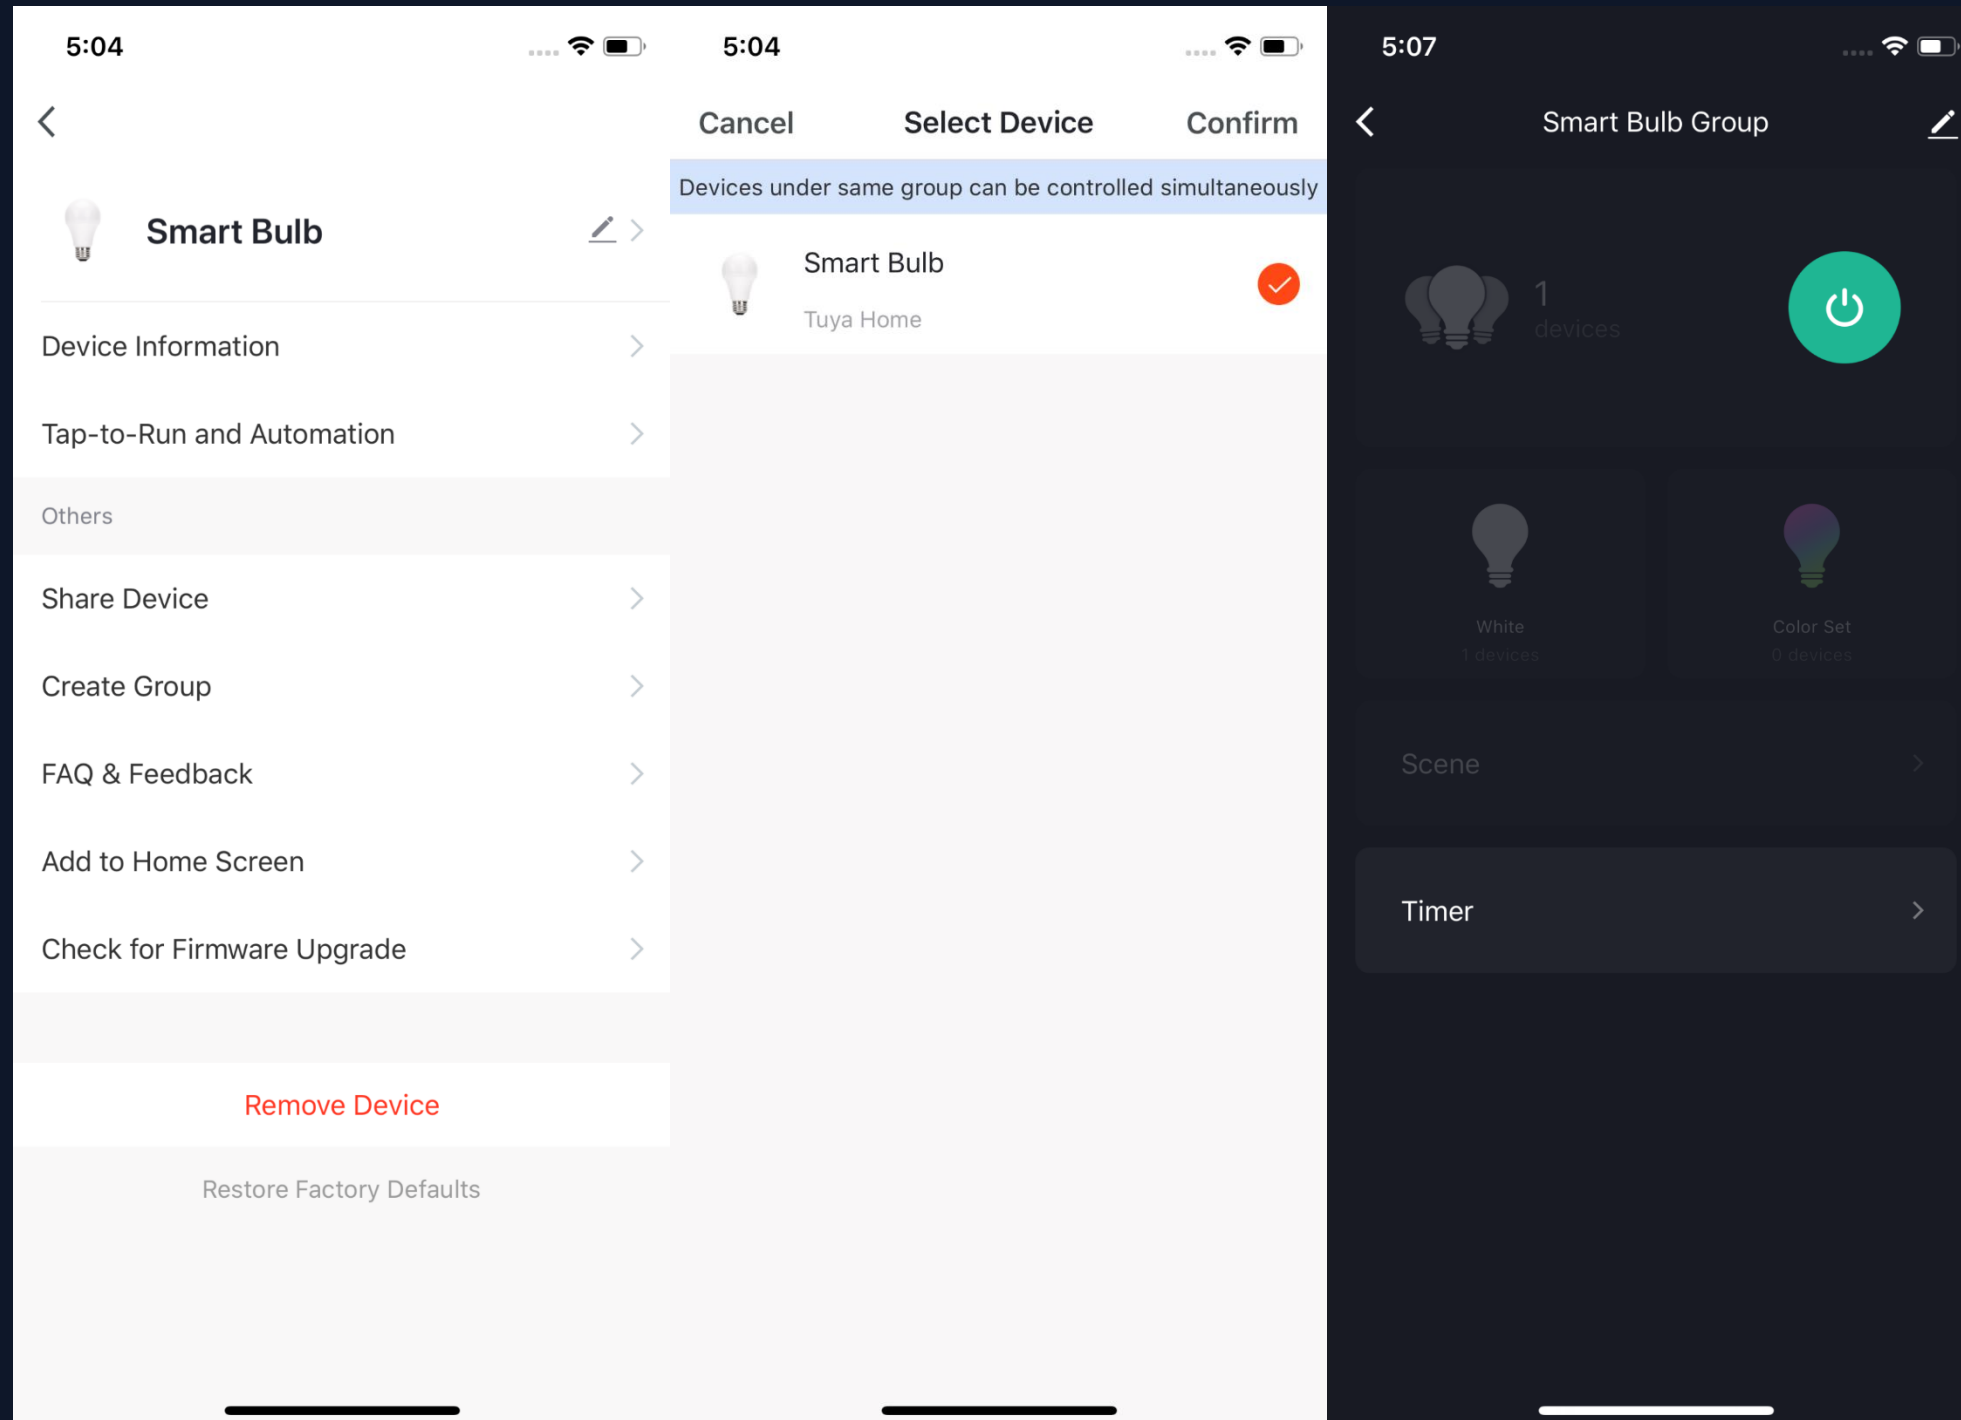 5:04
Smart Bulb
Device Information
Tap-to-Run and Automation
Others
Share Device
Create Group
FAQ & Feedback
Add to Home Screen
Check for Firmware Upgrade
Remove Device
Restore Factory Defaults
5:04
Cancel Select Device Confirm
Devices under same group can be controlled simultaneously
Smart Bulb
Tuya Home
5:07
Smart Bulb Group
1
devices
White
1 devices
Color Set
0 devices
Scene
Timer